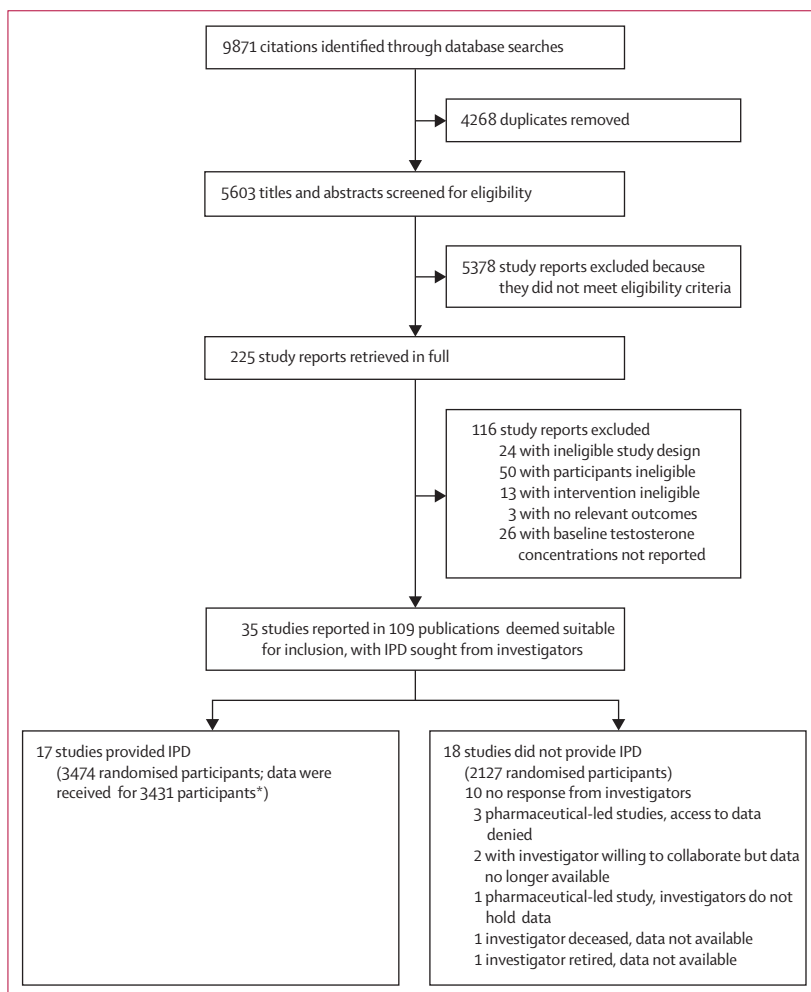 9871 citations identified through database searches
4268 duplicates removed
5603 titles and abstracts screened for eligibility
5378 study reports excluded because
they did not meet eligibility criteria
225 study reports retrieved in full
116 study reports excluded
24 with ineligible study design
50 with participants ineligible
13 with intervention ineligible
3 with no relevant outcomes
26 with baseline testosterone
concentrations not reported
35 studies reported in 109 publications deemed suitable
for inclusion, with IPD sought from investigators
17 studies provided IPD
(3474 randomised participants; data were
received for 3431 participants*)
18 studies did not provide IPD
(2127 randomised participants)
10 no response from investigators
3 pharmaceutical-led studies, access to data
denied
2 with investigator willing to collaborate but data
no longer available
1 pharmaceutical-led study, investigators do not
hold data
1 investigator deceased, data not available
1 investigator retired, data not available